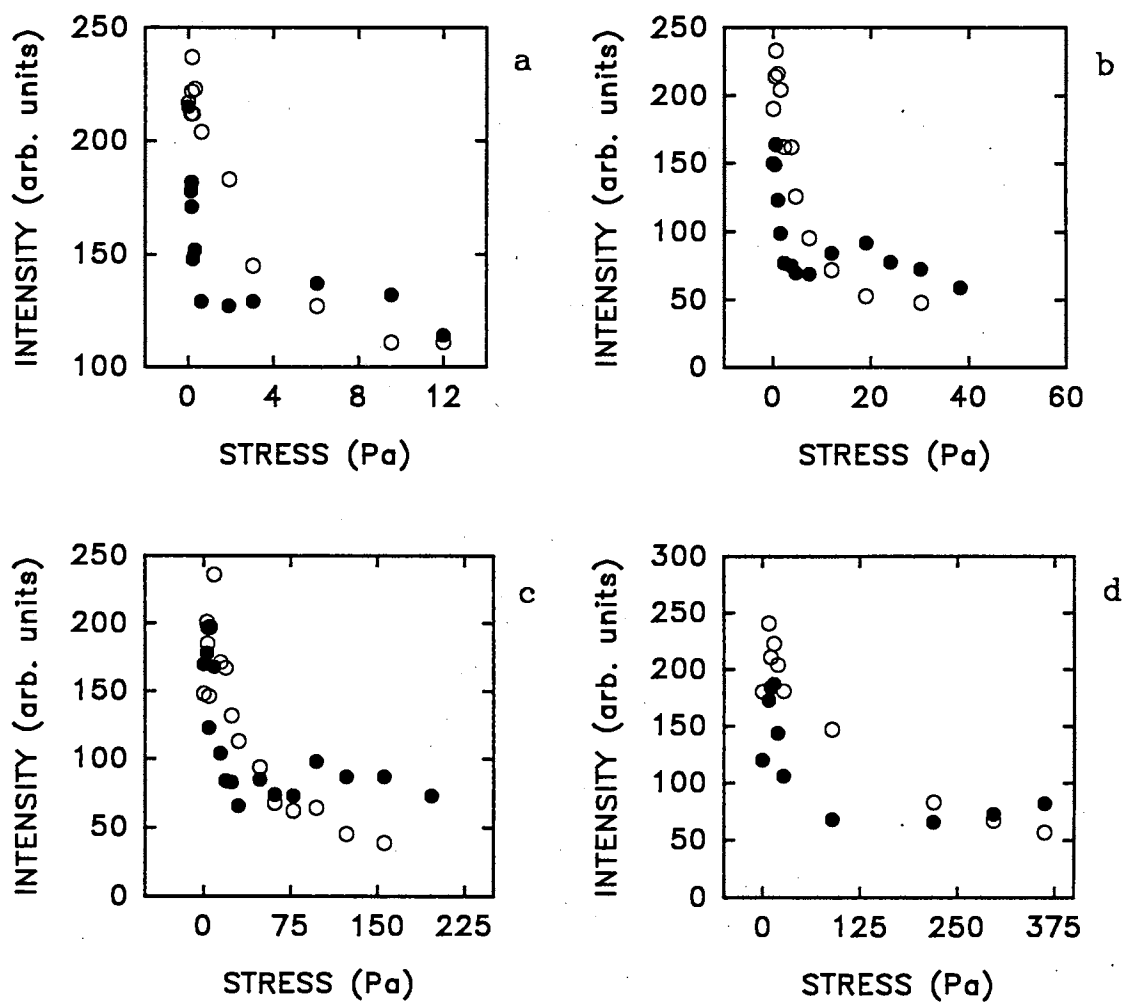 250
200
150
100
INTENSITY (arb. units)
0 4 8 12
STRESS (Pa)
a
250
200
150
100
50
0
INTENSITY (arb. units)
0 20 40 60
STRESS (Pa)
b
250
200
150
100
50
0
INTENSITY (arb. units)
0 75 150 225
STRESS (Pa)
c
300
250
200
150
100
50
0
INTENSITY (arb. units)
0 125 250 375
STRESS (Pa)
d